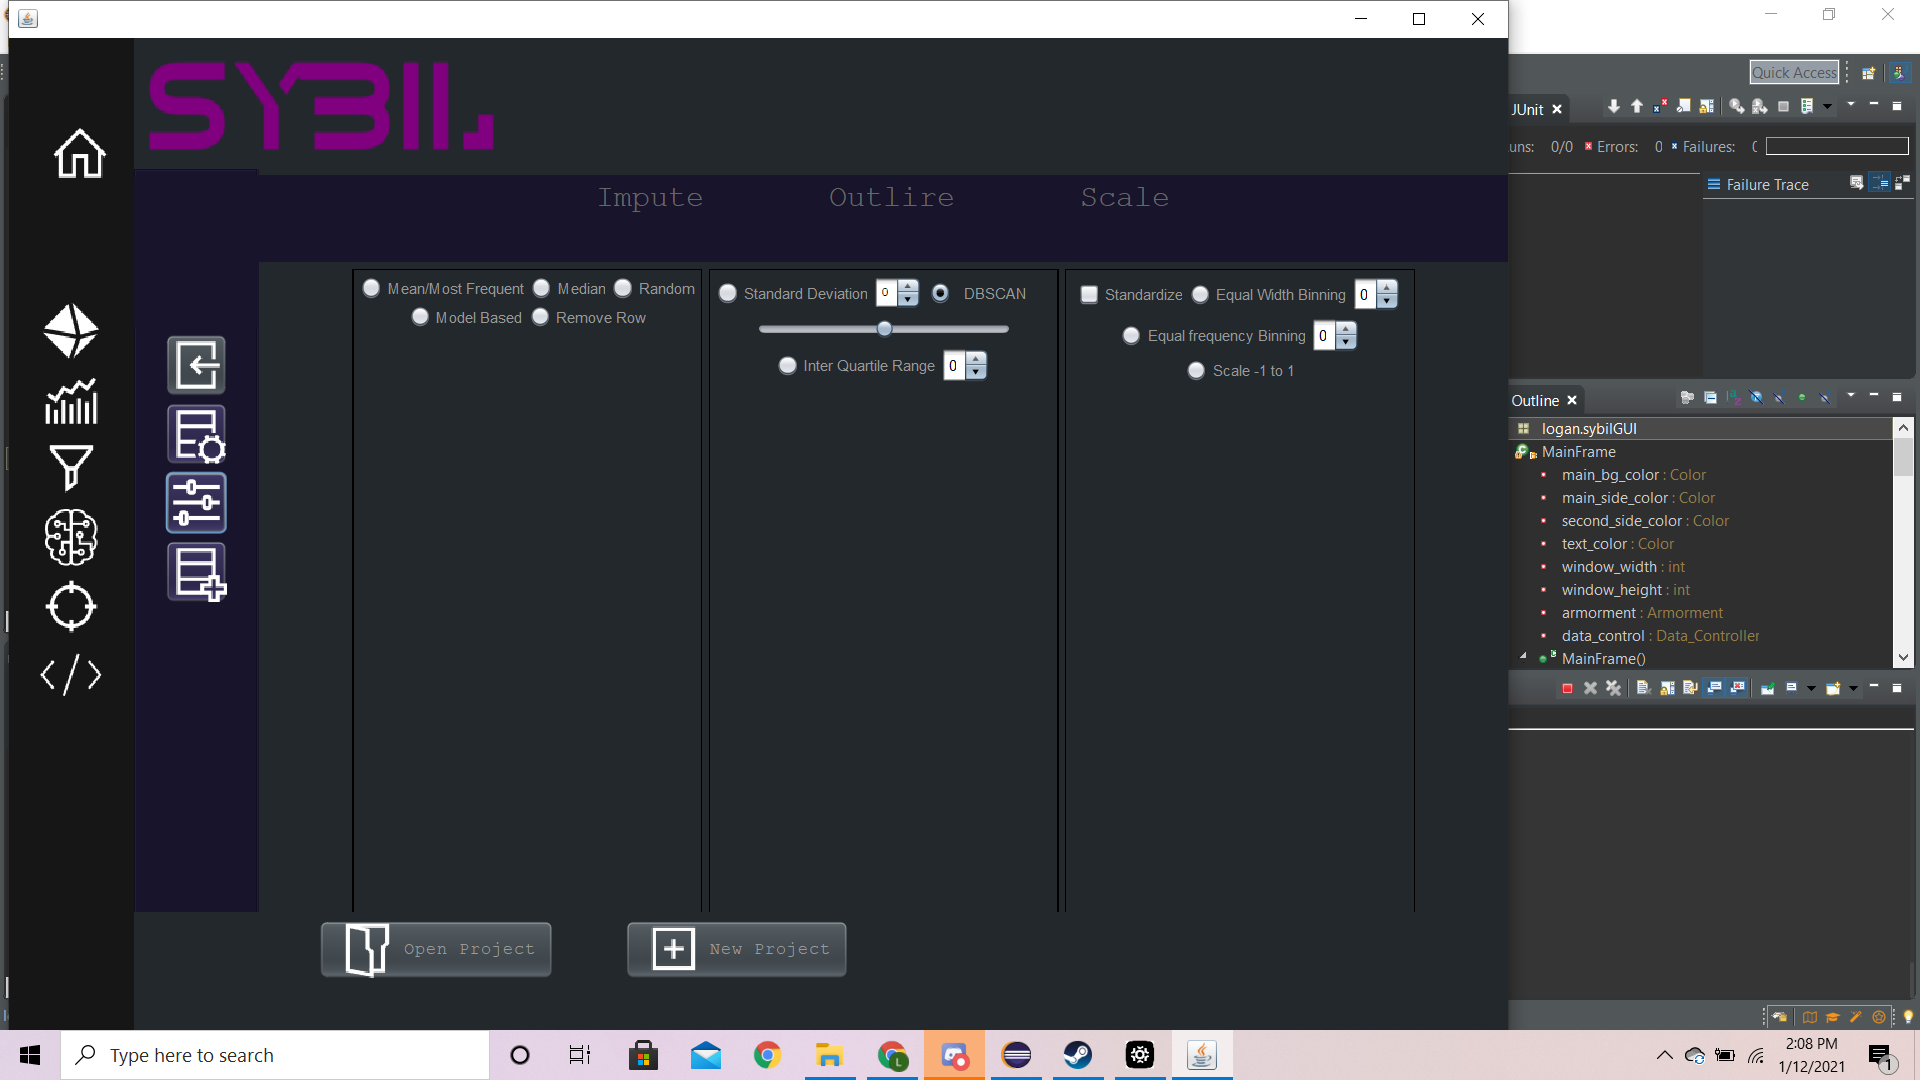 SYBIL
Impute Outlire Scale
Mean/Most Frequent Median Random
Model Based Remove Row
Standard Deviation 0 DBSCAN
Inter Quartile Range 0
Standardize Equal Width Binning 0
Equal frequency Binning 0
Scale -1 to 1
Open Project New Project
Quick Access
JUnit
uns: 0/0 Errors: 0 Failures:
Failure Trace
Outline
logan.sybilGUI
MainFrame
main_bg_color : Color
main_side_color : Color
second_side_color : Color
text_color : Color
window_width : int
window_height : int
armorment : Armorment
data_control : Data_Controller
MainFrame()
Type here to search
L
2:08 PM
1/12/2021
1